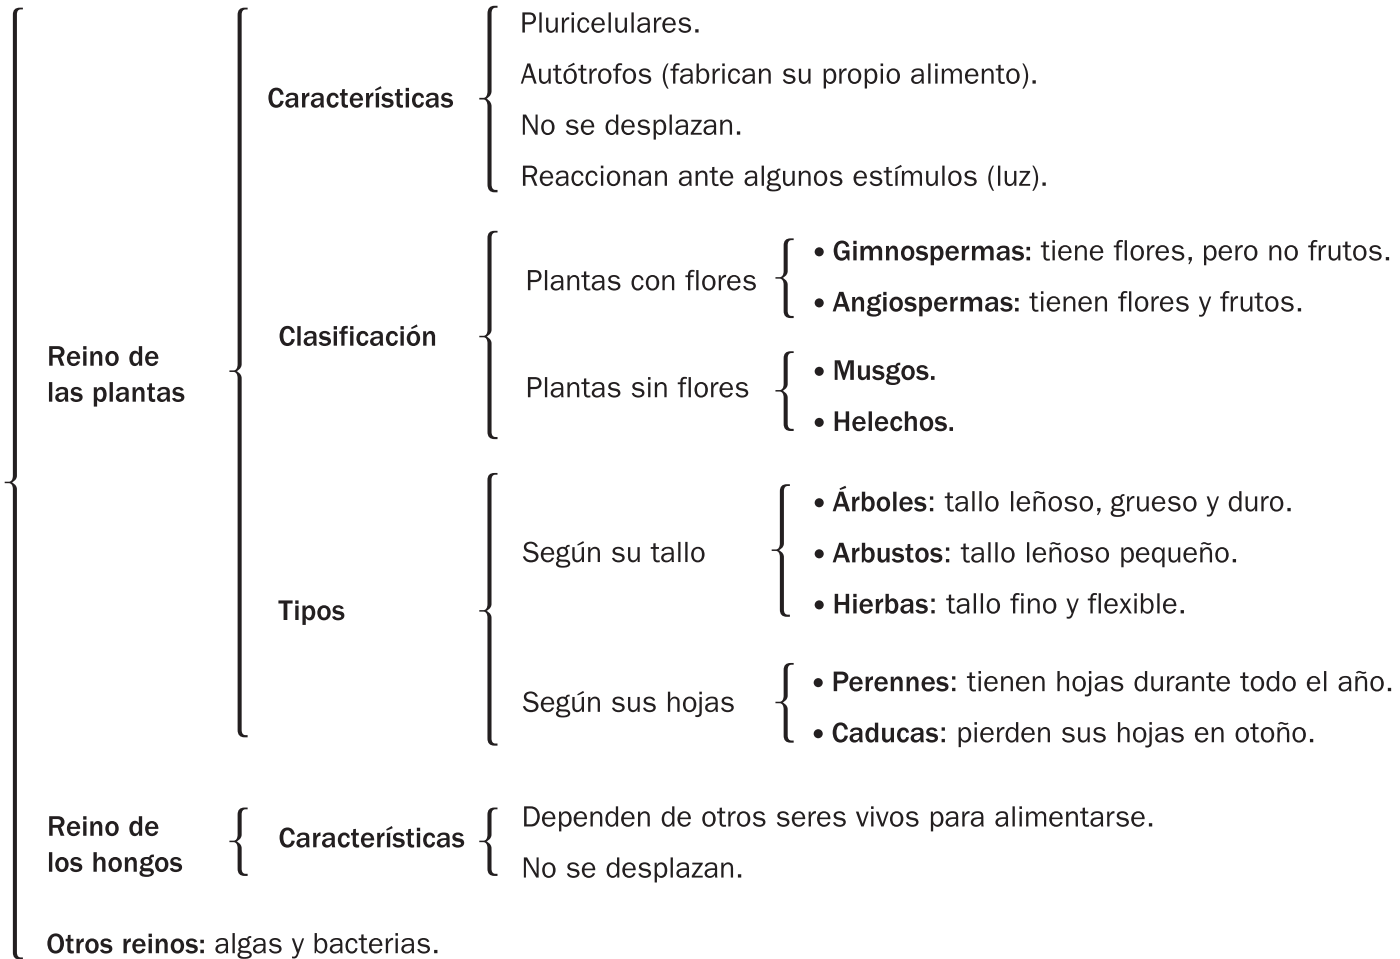 Reino de
las plantas
Características
Pluricelulares.
Autótrofos (fabrican su propio alimento).
No se desplazan.
Reaccionan ante algunos estímulos (luz).
Clasificación
Plantas con flores
• Gimnospermas: tiene flores, pero no frutos.
• Angiospermas: tienen flores y frutos.
Plantas sin flores
• Musgos.
• Helechos.
Tipos
Según su tallo
• Árboles: tallo leñoso, grueso y duro.
• Arbustos: tallo leñoso pequeño.
• Hierbas: tallo fino y flexible.
Según sus hojas
• Perennes: tienen hojas durante todo el año.
• Caducas: pierden sus hojas en otoño.
Reino de
los hongos
Características
Dependen de otros seres vivos para alimentarse.
No se desplazan.
Otros reinos: algas y bacterias.